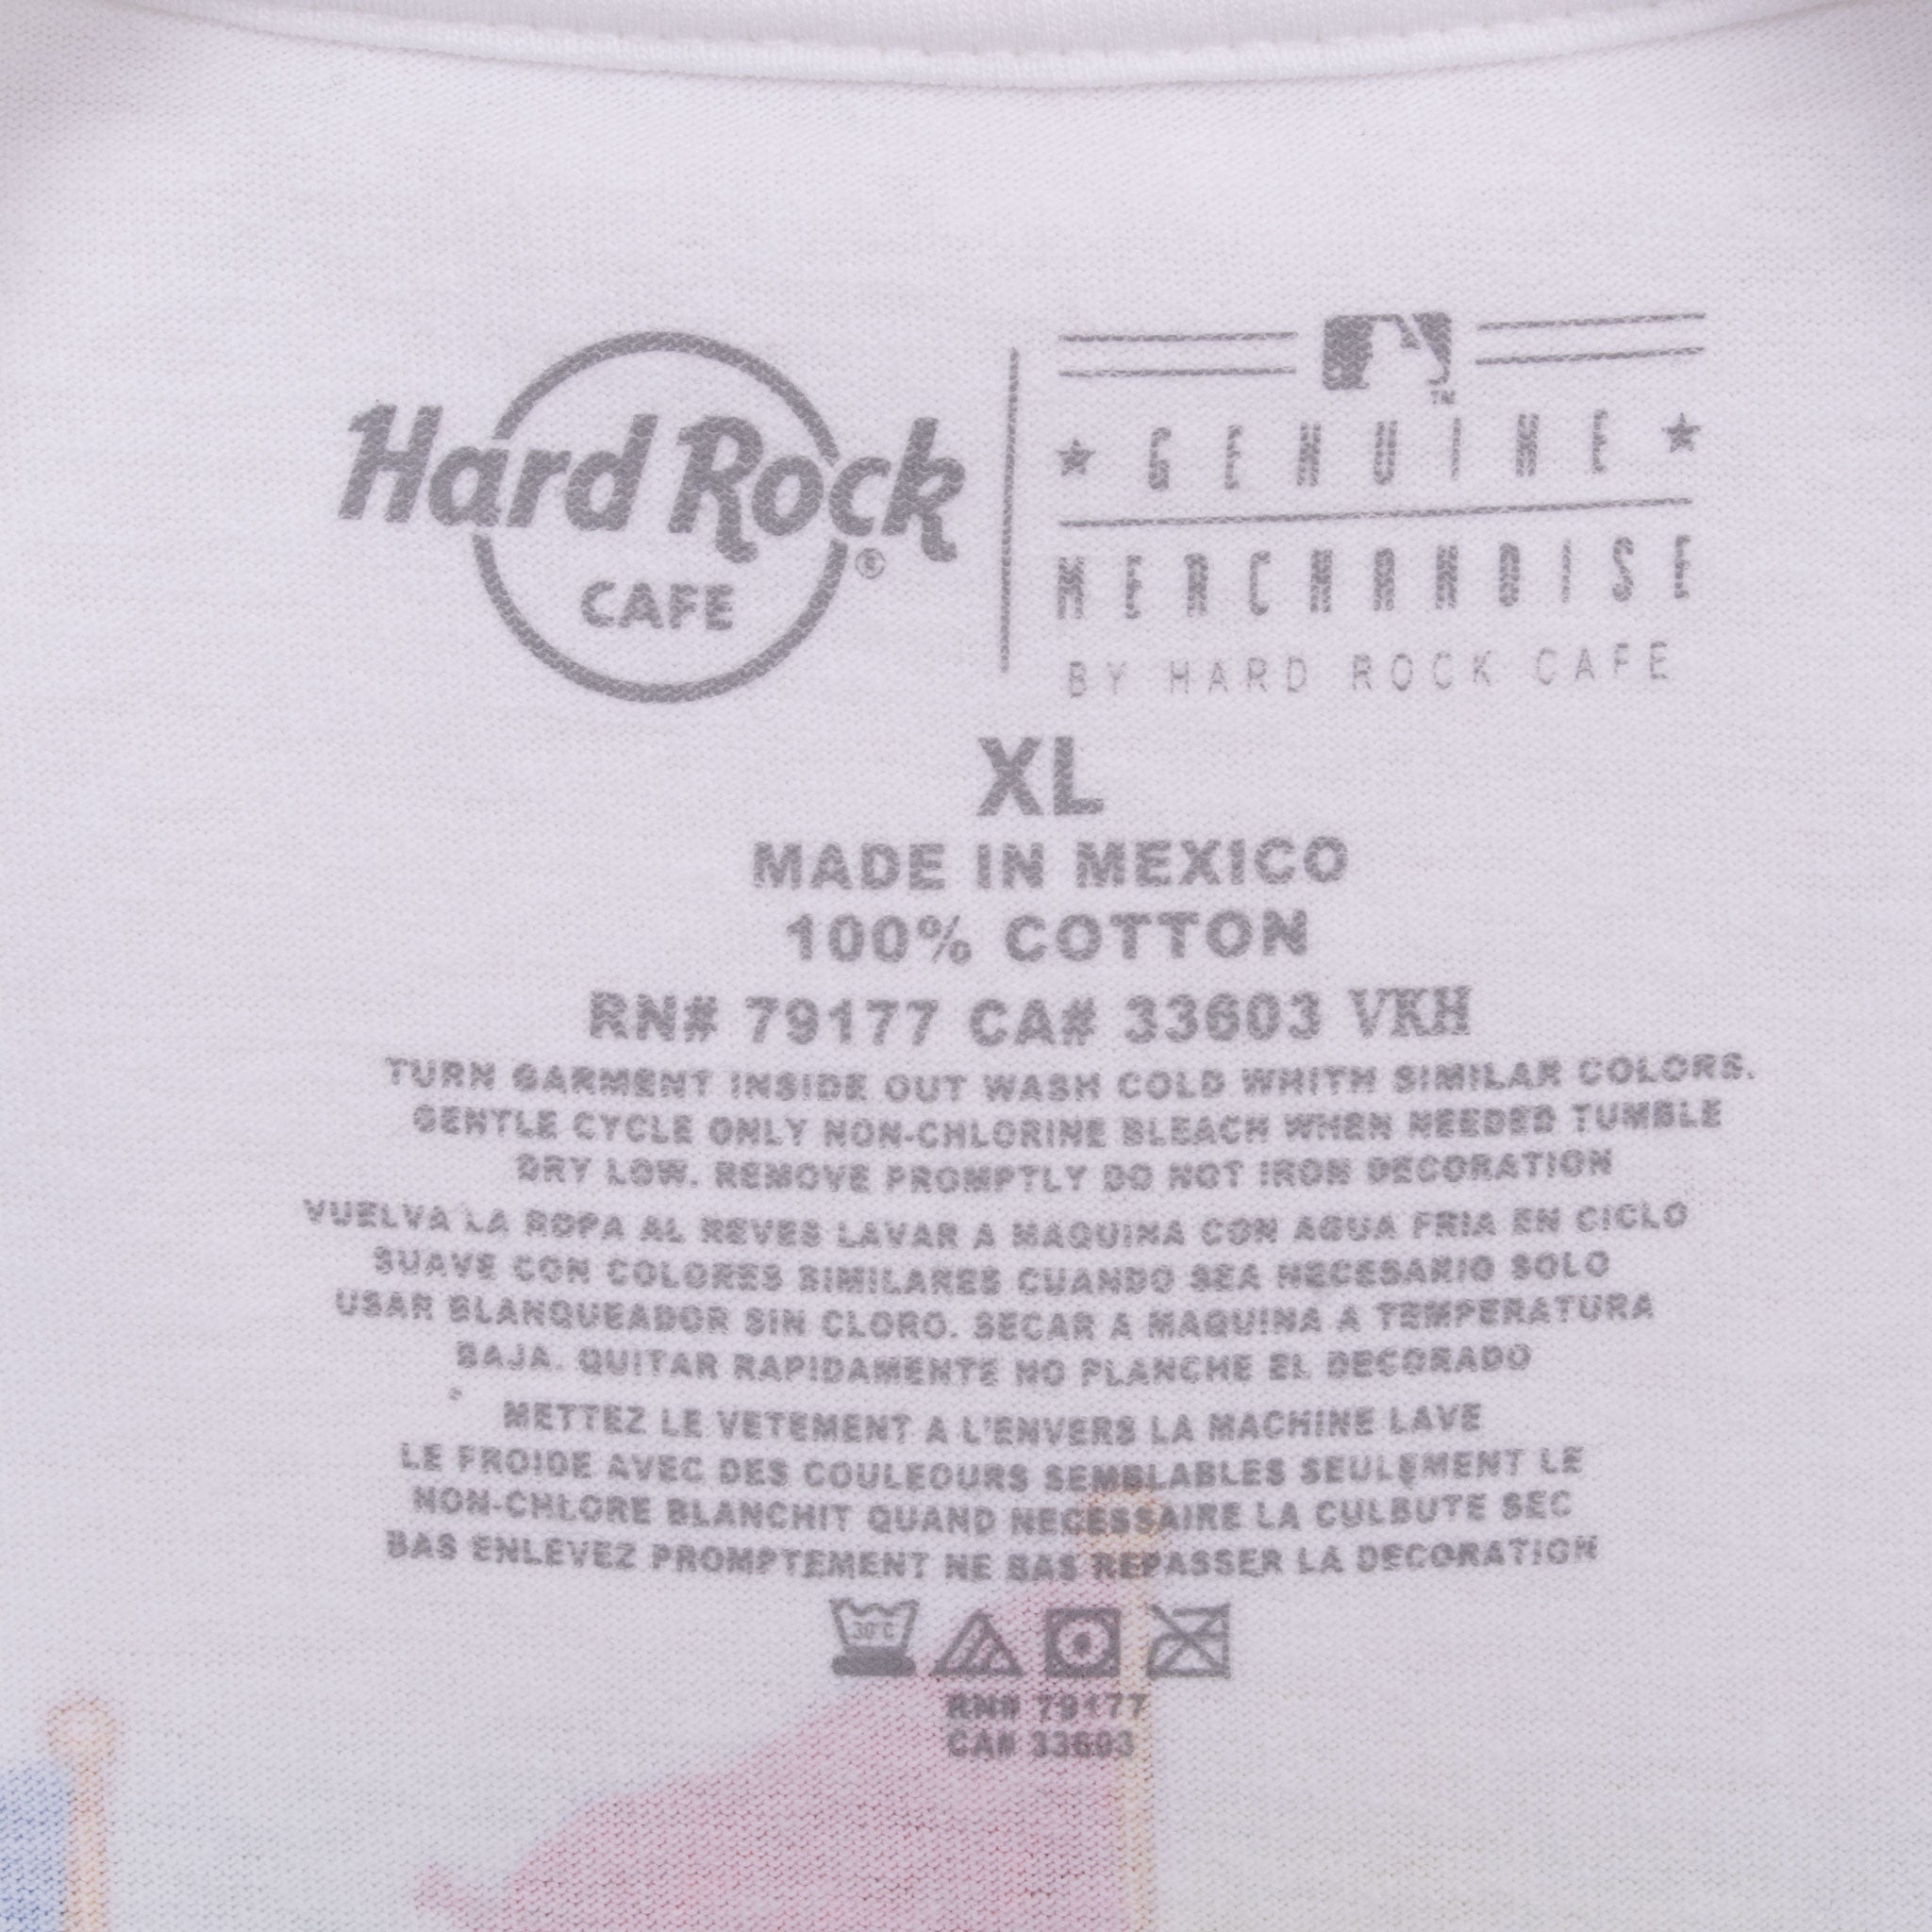 Hard Rock
CAFE
®
TM
★ GENUINE ★
MERCHANDISE
BY HARD ROCK CAFE
XL
MADE IN MEXICO
100% COTTON
RN# 79177 CA# 33603 VKH
TURN GARMENT INSIDE OUT WASH COLD WHITH SIMILAR COLORS.
GENTLE CYCLE ONLY NON-CHLORINE BLEACH WHEN NEEDED TUMBLE
DRY LOW. REMOVE PROMPTLY DO NOT IRON DECORATION
VUELVA LA ROPA AL REVES LAVAR A MAQUINA CON AGUA FRIA EN CICLO
SUAVE CON COLORES SIMILARES CUANDO SEA NECESARIO SOLO
USAR BLANQUEADOR SIN CLORO. SECAR A MAQUINA A TEMPERATURA
BAJA. QUITAR RAPIDAMENTE NO PLANCHE EL DECORADO
METTEZ LE VETEMENT A L'ENVERS LA MACHINE LAVE
LE FROIDE AVEC DES COULEOURS SEMBLABLES SEULEMENT LE
NON-CHLORE BLANCHIT QUAND NECESSAIRE LA CULBUTE SEC
BAS ENLEVEZ PROMPTEMENT NE BAS REPASSER LA DECORATION
30°C
RN# 79177
CA# 33603